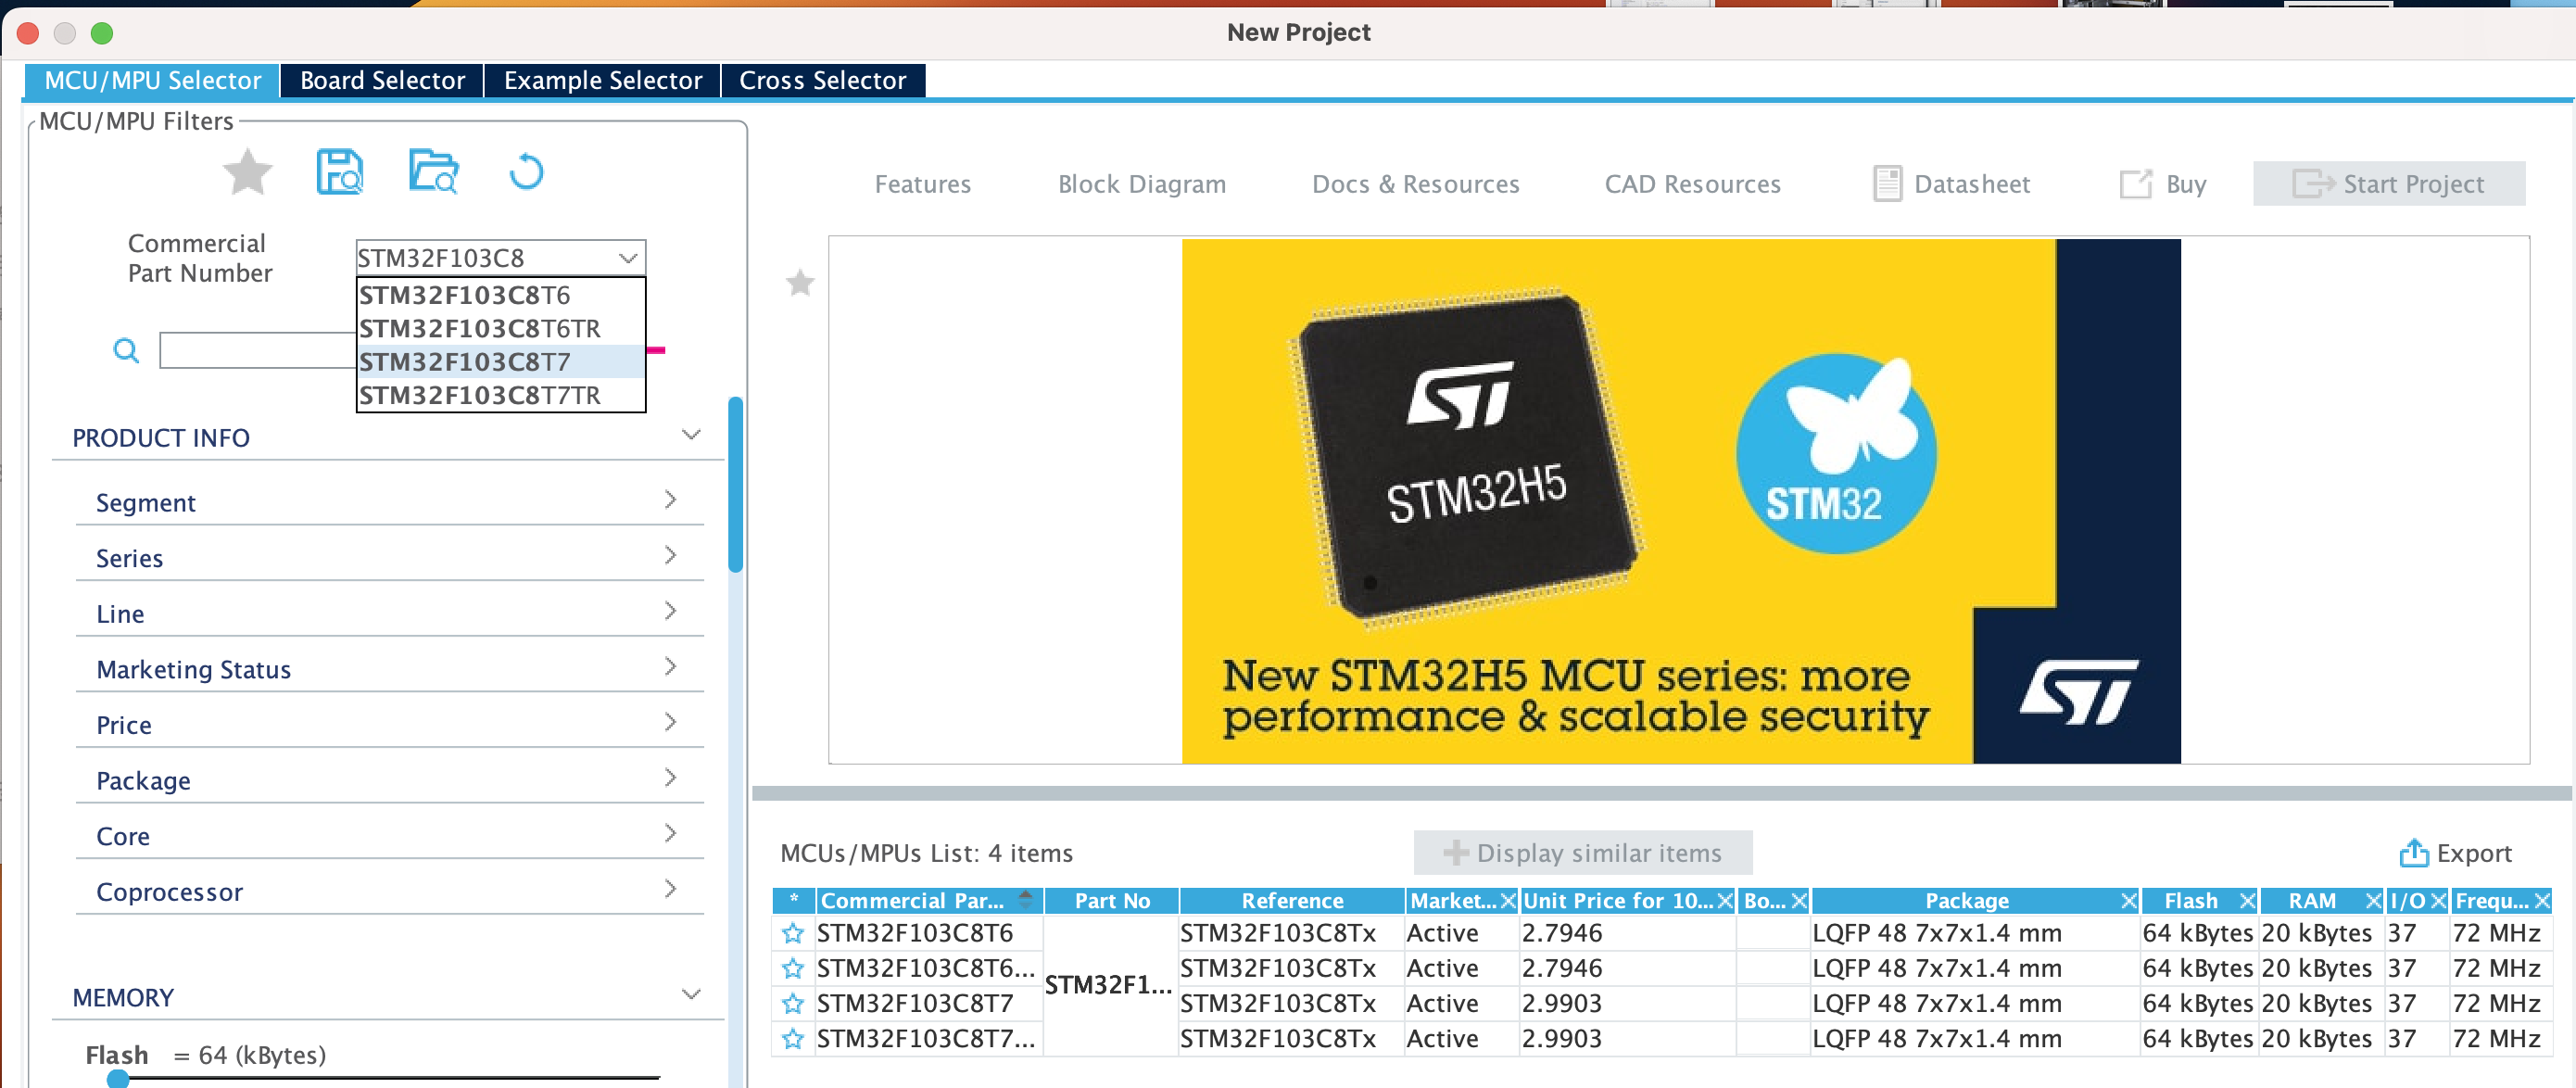 New Project
MCU/MPU Selector
Board Selector
Example Selector
Cross Selector
MCU/MPU Filters
Commercial
Part Number
STM32F103C8
STM32F103C8T6
STM32F103C8T6TR
STM32F103C8T7
STM32F103C8T7TR
PRODUCT INFO
Segment
Series
Line
Marketing Status
Price
Package
Core
Coprocessor
MEMORY
Flash = 64 (kBytes)
Features
Block Diagram
Docs & Resources
CAD Resources
Datasheet
Buy
Start Project
ST
STM32H5
STM32
New STM32H5 MCU series: more
performance & scalable security
ST
MCUs/MPUs List: 4 items
Display similar items
Export
* Commercial Par... Part No Reference Market... Unit Price for 10... Bo... Package Flash RAM I/O Frequ...
STM32F103C8T6 STM32F103C8Tx Active 2.7946 LQFP 48 7x7x1.4 mm 64 kBytes 20 kBytes 37 72 MHz
STM32F103C8T6... STM32F103C8Tx Active 2.7946 LQFP 48 7x7x1.4 mm 64 kBytes 20 kBytes 37 72 MHz
STM32F1...
STM32F103C8T7 STM32F103C8Tx Active 2.9903 LQFP 48 7x7x1.4 mm 64 kBytes 20 kBytes 37 72 MHz
STM32F103C8T7... STM32F103C8Tx Active 2.9903 LQFP 48 7x7x1.4 mm 64 kBytes 20 kBytes 37 72 MHz